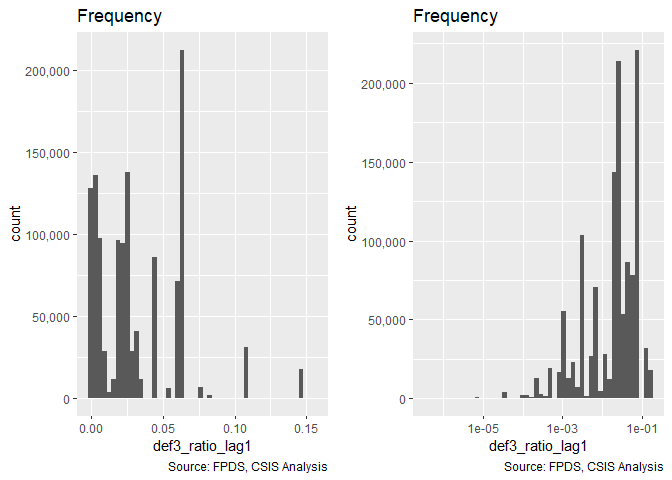 Frequency
200,000
150,000
100,000
50,000
0
count
0.00 0.05 0.10 0.15
def3_ratio_lag1
Source: FPDS, CSIS Analysis
Frequency
200,000
150,000
100,000
50,000
0
count
1e-05 1e-03 1e-01
def3_ratio_lag1
Source: FPDS, CSIS Analysis